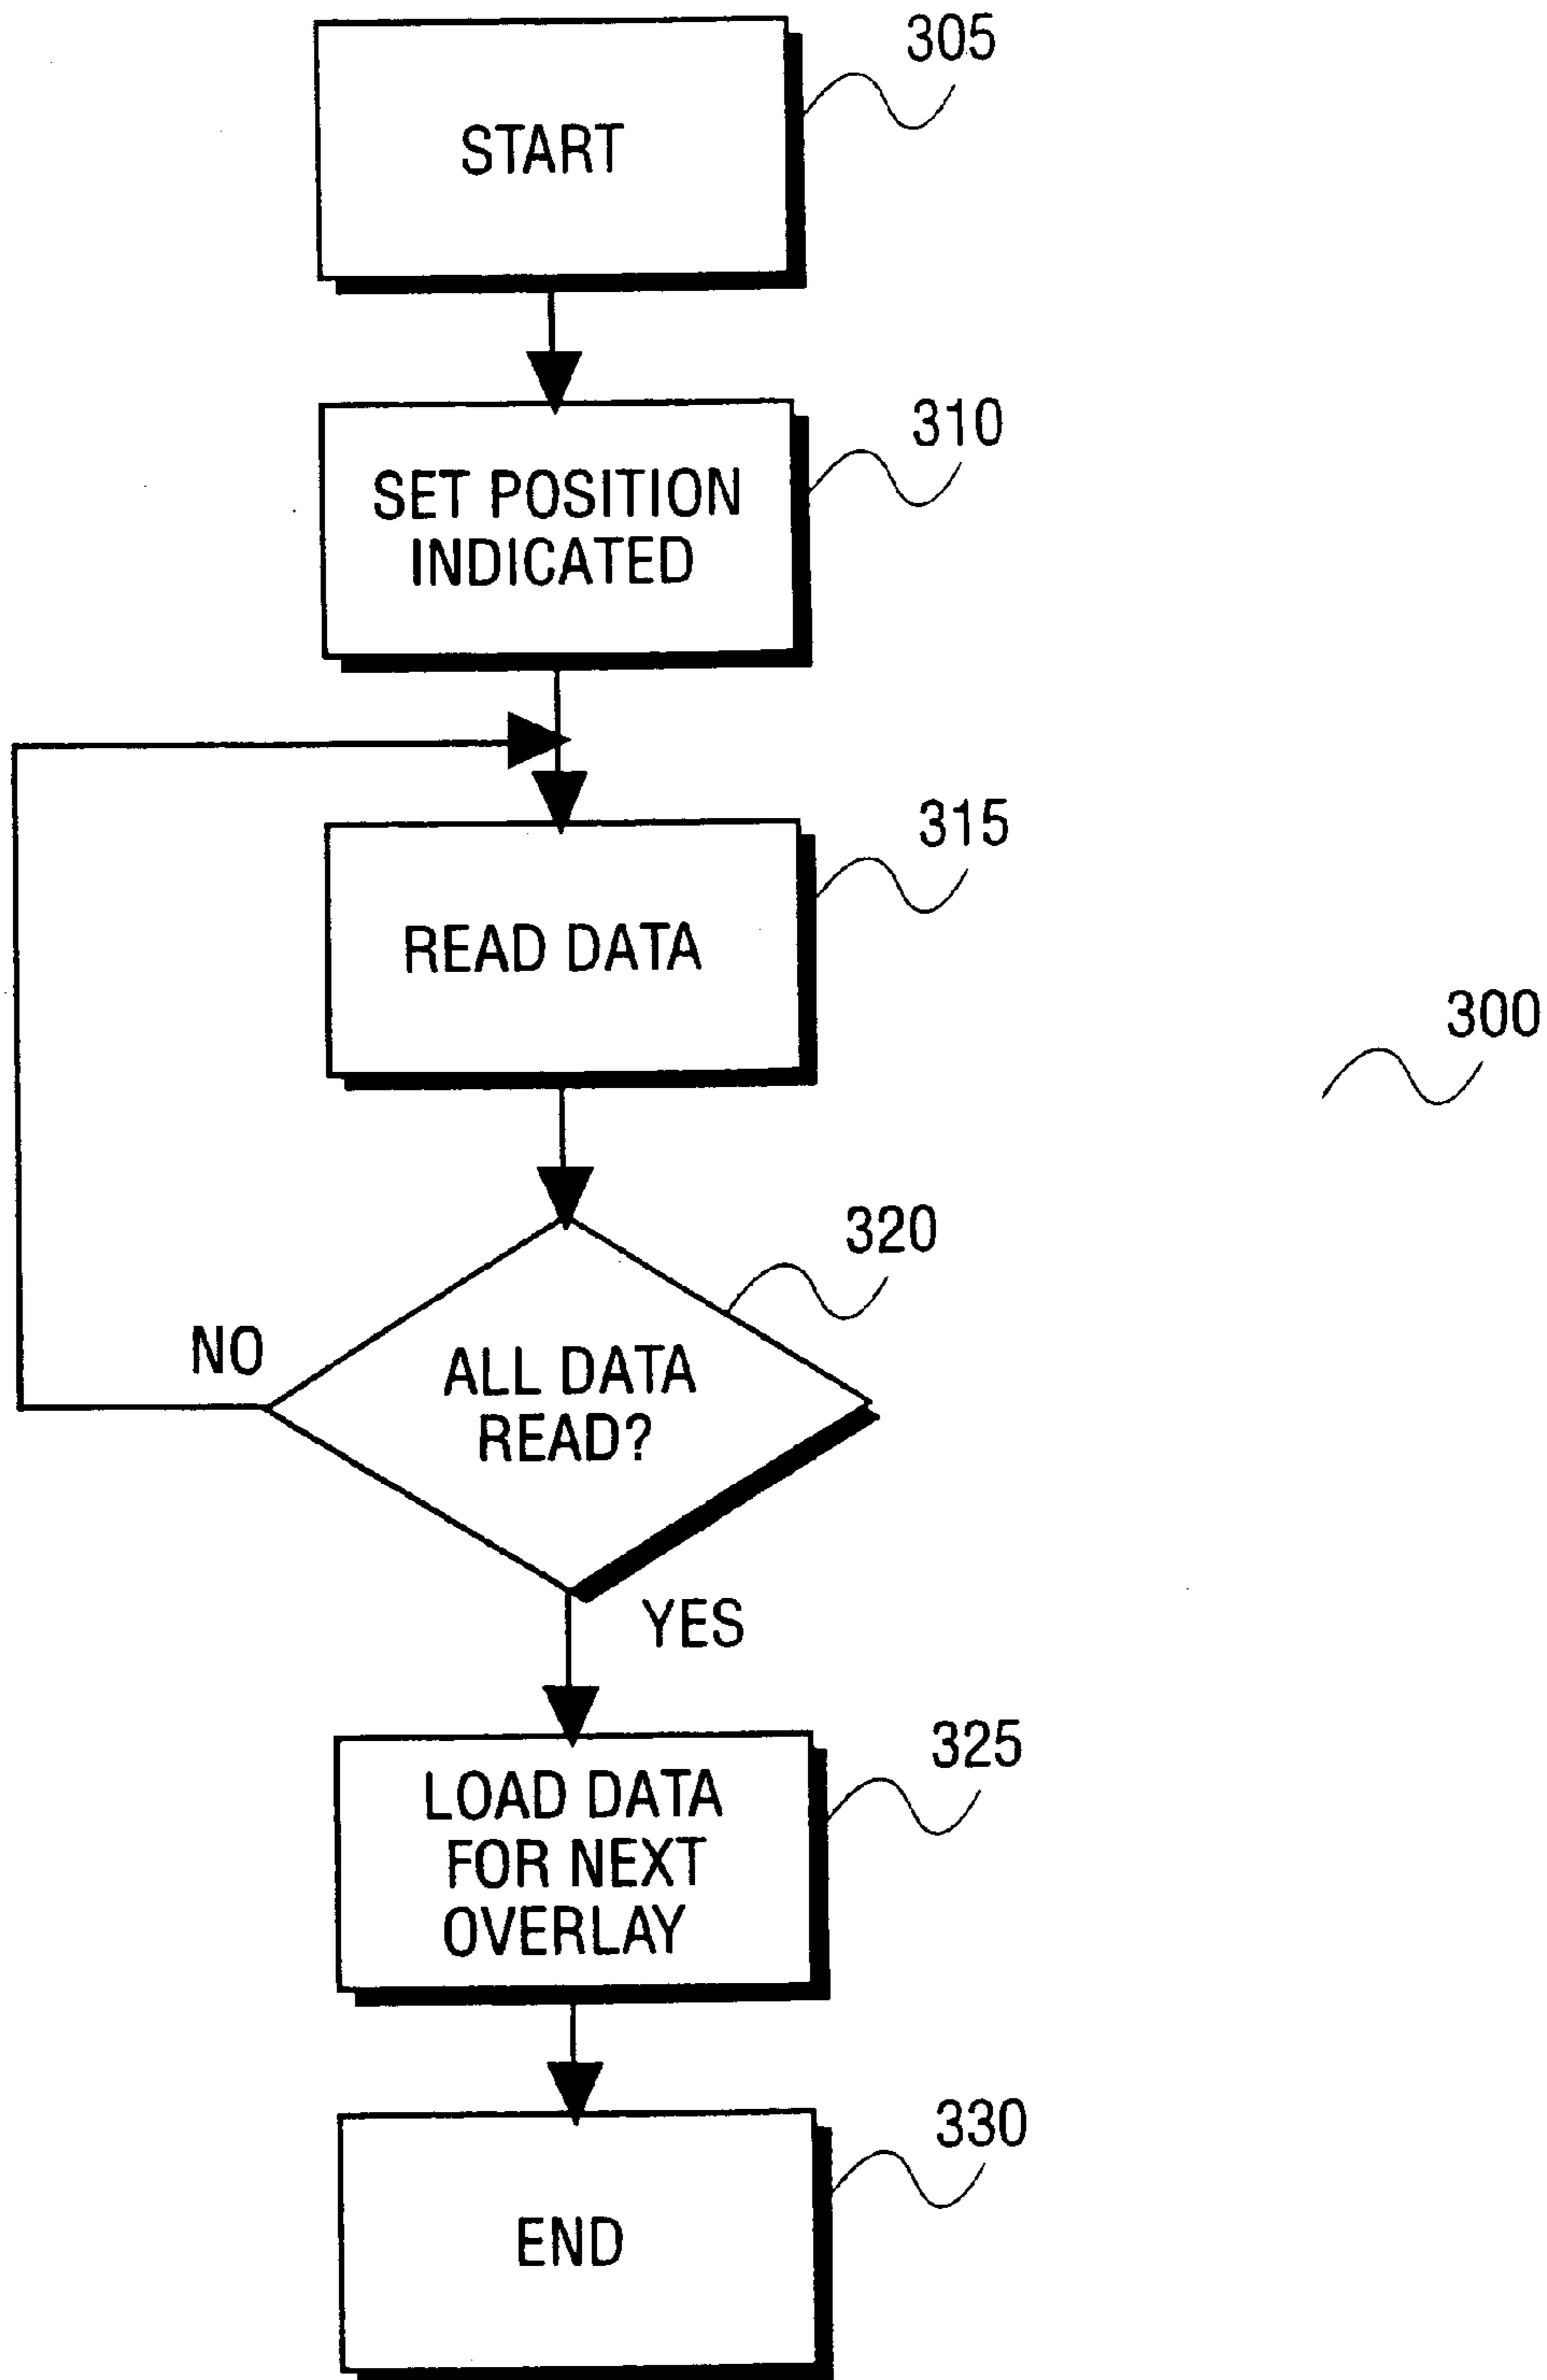 305
START
310
SET POSITION
INDICATED
315
READ DATA
300
320
NO
ALL DATA
READ?
YES
325
LOAD DATA
FOR NEXT
OVERLAY
330
END